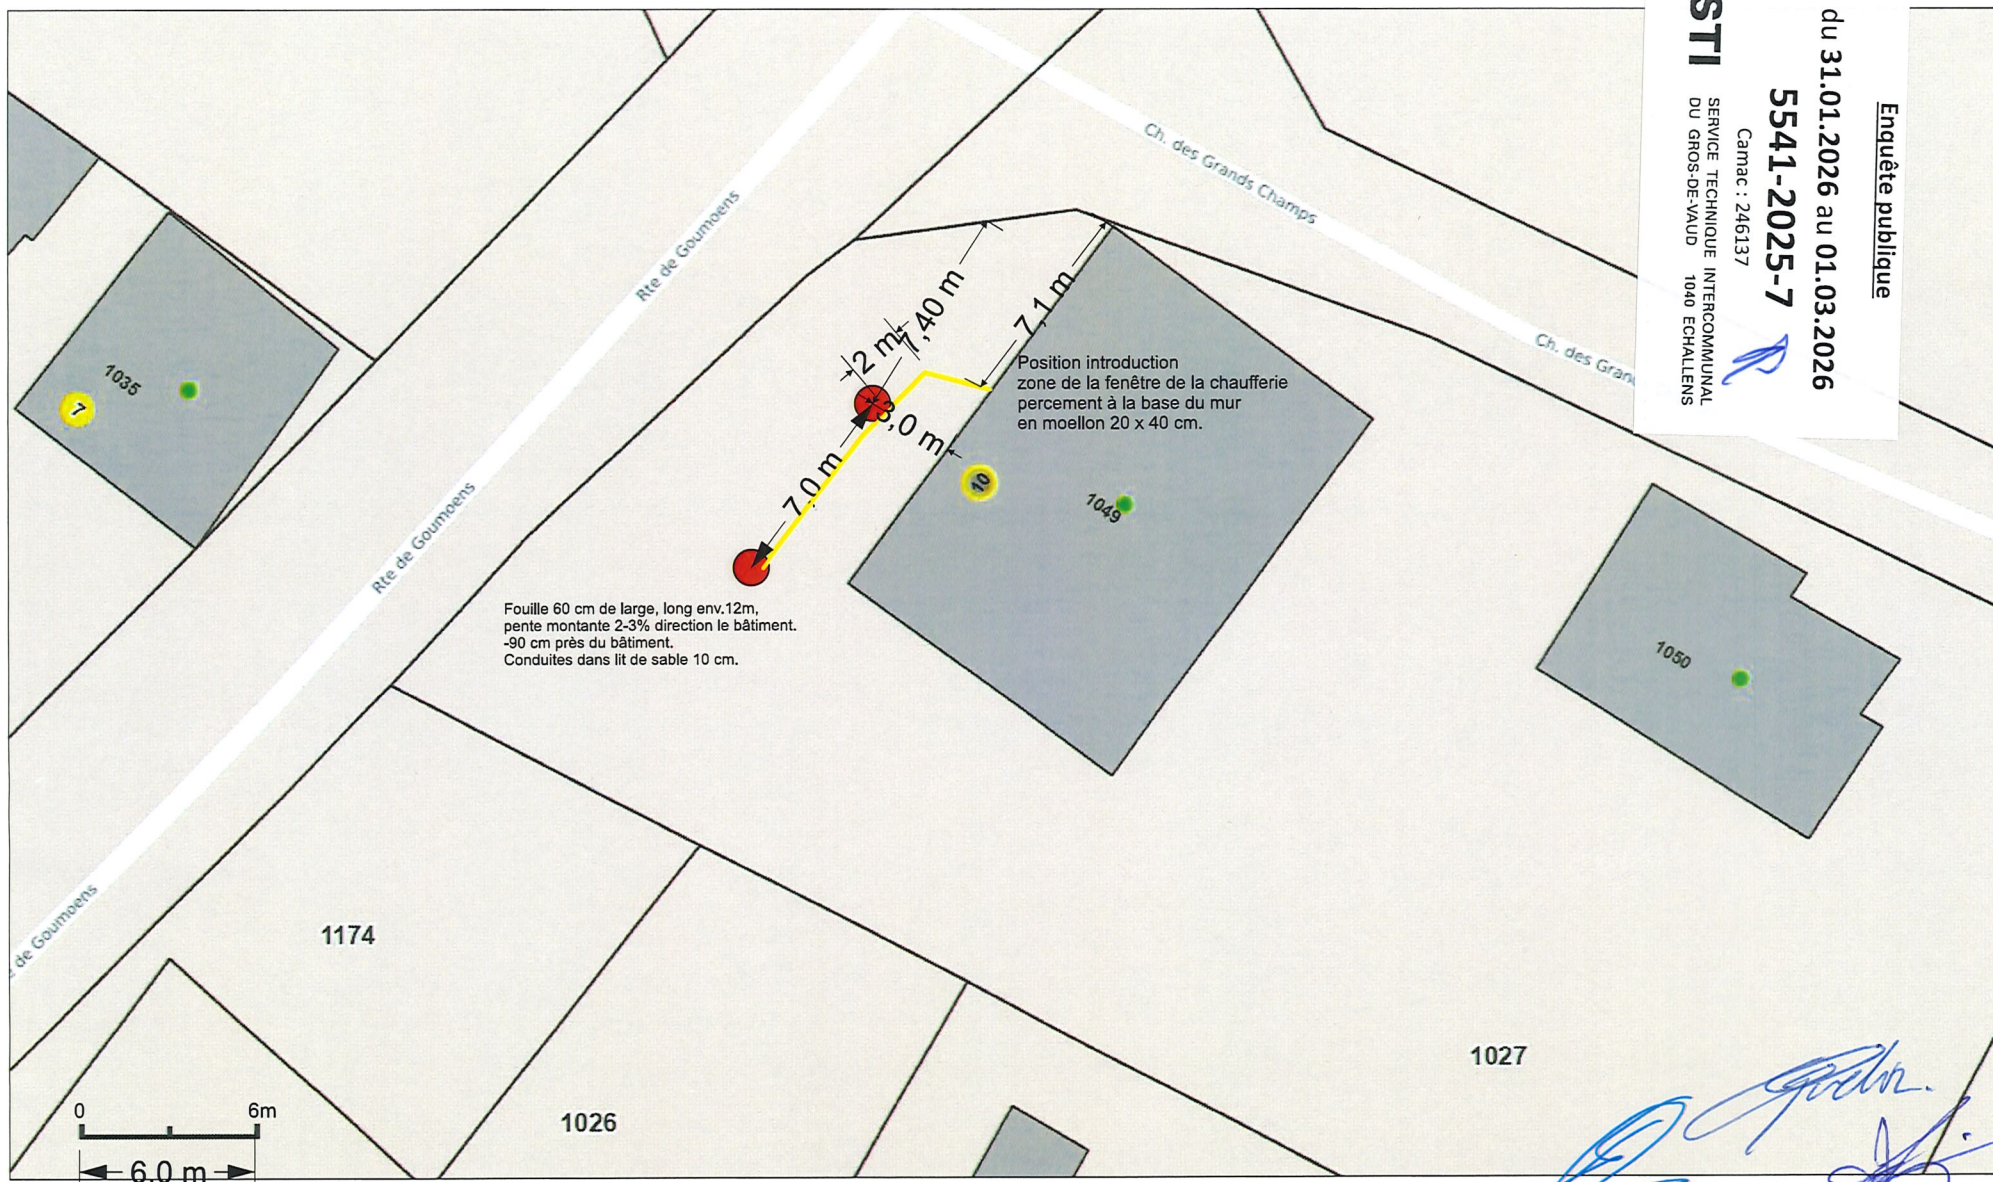 Enquête publique
du 31.01.2026 au 01.03.2026
5541-2025-7
Camac : 246137
STI
SERVICE TECHNIQUE INTERCOMMUNAL
DU GROS-DE-VAUD 1040 ECHALLENS
Ch. des Grands Champs
Rte de Goumoens
7,40 m
7,1 m
2 m
Ch. des Grand
Position introduction
zone de la fenêtre de la chaufferie
percement à la base du mur
en moellon 20 x 40 cm.
1035
7
3,0 m
7,0 m
10
1049
Rte de Goumoens
Fouille 60 cm de large, long env.12m,
pente montante 2-3% direction le bâtiment.
-90 cm près du bâtiment.
Conduites dans lit de sable 10 cm.
1050
de Goumoens
1174
1027
1026
0 6m
6,0 m